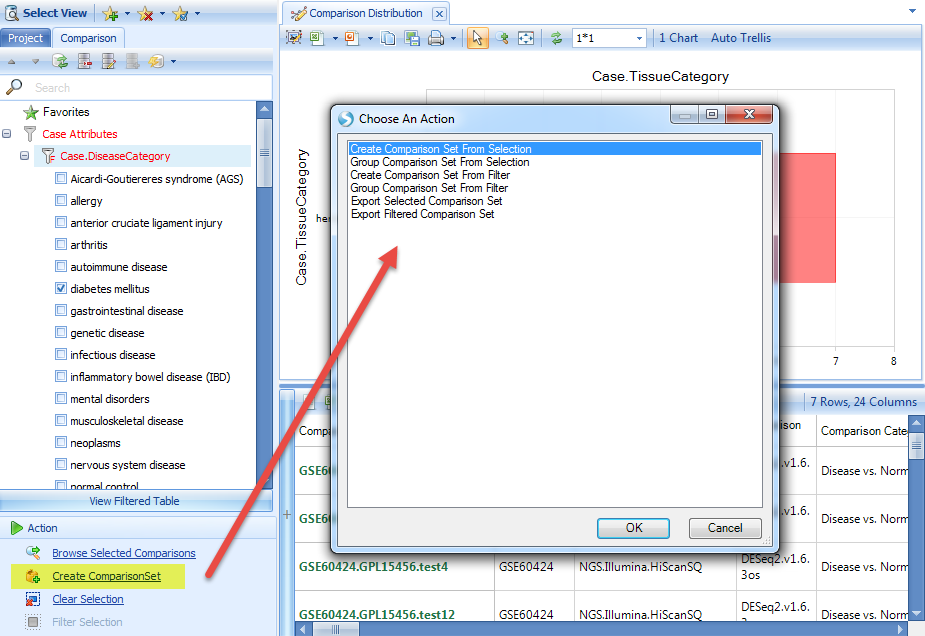 Select View
Project
Comparison
Search
Favorites
Case Attributes
Case.DiseaseCategory
Aicardi-Goutiereres syndrome (AGS)
allergy
anterior cruciate ligament injury
arthritis
autoimmune disease
diabetes mellitus
gastrointestinal disease
genetic disease
infectious disease
inflammatory bowel disease (IBD)
mental disorders
musculoskeletal disease
neoplasms
nervous system disease
normal control
View Filtered Table
Action
Browse Selected Comparisons
Create ComparisonSet
Clear Selection
Filter Selection
Comparison Distribution
1*1
1 Chart
Auto Trellis
Case.TissueCategory
Case.TissueCategory
7
8
Choose An Action
Create Comparison Set From Selection
Group Comparison Set From Selection
Create Comparison Set From Filter
Group Comparison Set From Filter
Export Selected Comparison Set
Export Filtered Comparison Set
OK
Cancel
7 Rows, 24 Columns
Comparison Cate
.v1.6.
Disease vs. Norm
.v1.6.
Disease vs. Norm
GSE60424.GPL15456.test4
GSE60424
NGS.Illumina.HiScanSQ
DESeq2.v1.6.
3os
Disease vs. Norm
GSE60424.GPL15456.test12
GSE60424
NGS.Illumina.HiScanSQ
DESeq2.v1.6.
Disease vs. Norm